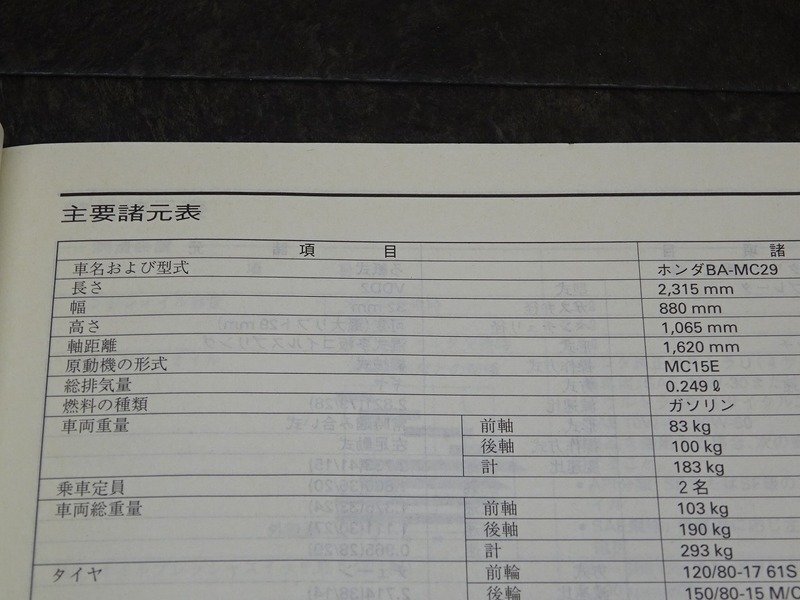 主要諸元表
項 目 諸
車名および型式 ホンダBA-MC29
長さ 2,315 mm
幅 880 mm
高さ 1,065 mm
軸距離 1,620 mm
原動機の形式 MC15E
総排気量 0.249 ℓ
燃料の種類 ガソリン
車両重量 前軸 83 kg
後軸 100 kg
計 183 kg
乗車定員 2 名
車両総重量 前軸 103 kg
後軸 190 kg
計 293 kg
タイヤ 前輪 120/80-17 61S
後輪 150/80-15 M/C